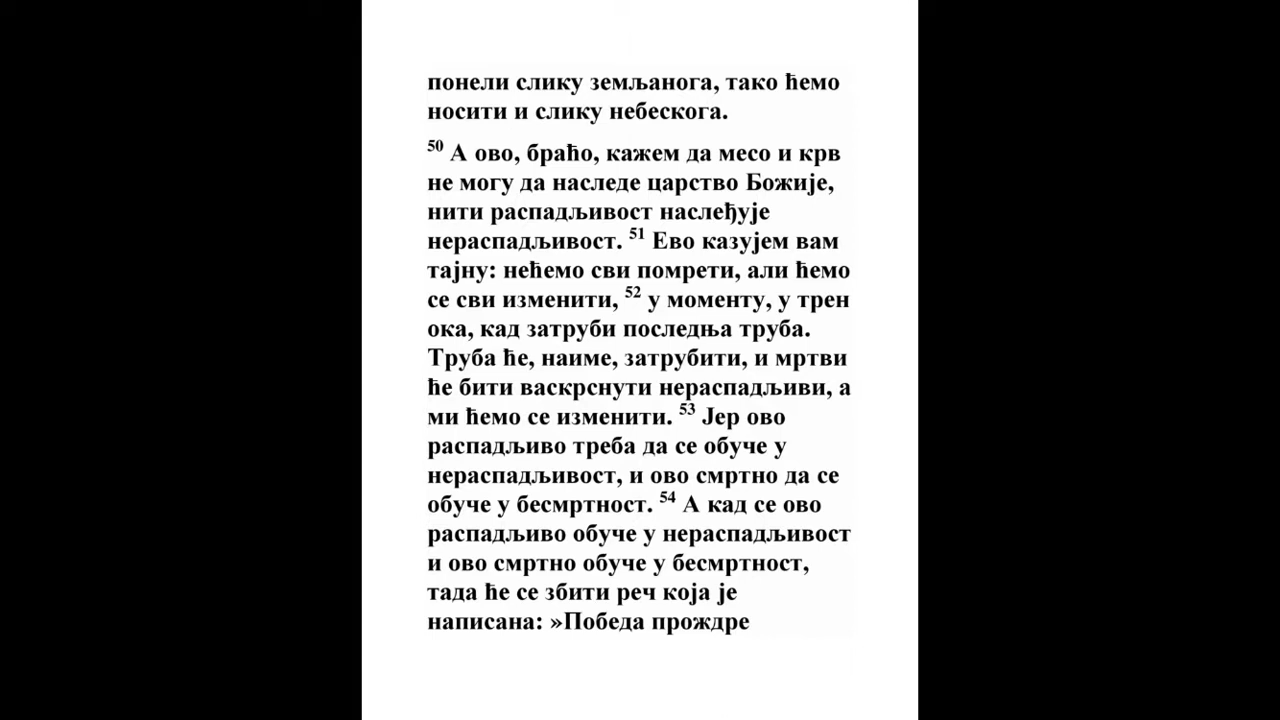 понели слику земљанога, тако ћемо
носити и слику небескога.
50 А ово, браћо, кажем да месо и крв
не могу да наследе царство Божије,
нити распадљивост наслеђује
нераспадљивост. 51 Ево казујем вам
тајну: нећемо сви помрети, али ћемо
се сви изменити, 52 у моменту, у трен
ока, кад затруби последња труба.
Труба ће, наиме, затрубити, и мртви
ће бити васкрснути нераспадљиви, а
ми ћемо се изменити. 53 Јер ово
распадљиво треба да се обуче у
нераспадљивост, и ово смртно да се
обуче у бесмртност. 54 А кад се ово
распадљиво обуче у нераспадљивост
и ово смртно обуче у бесмртност,
тада ће се збити реч која је
написана: »Победа прождре